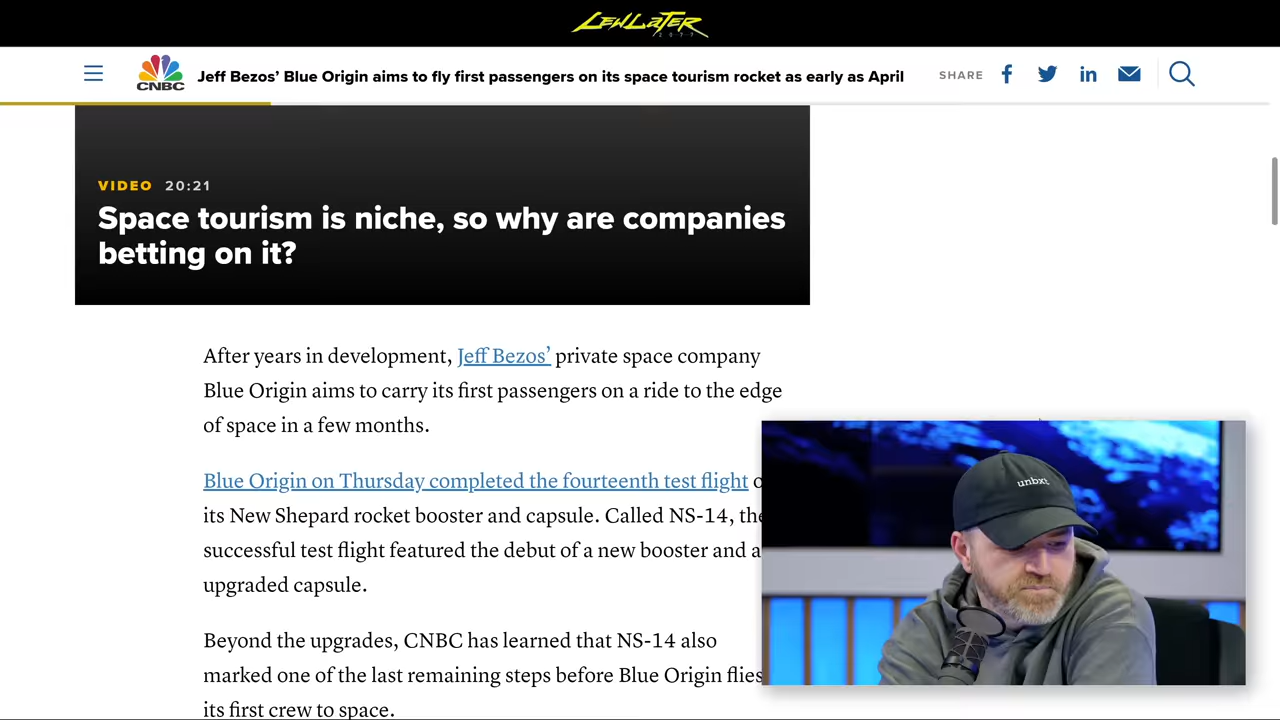 LEWLATER
2077
CNBC
Jeff Bezos’ Blue Origin aims to fly first passengers on its space tourism rocket as early as April
SHARE
VIDEO 20:21
Space tourism is niche, so why are companies
betting on it?
After years in development, Jeff Bezos’ private space company
Blue Origin aims to carry its first passengers on a ride to the edge
of space in a few months.
Blue Origin on Thursday completed the fourteenth test flight
its New Shepard rocket booster and capsule. Called NS-14, the
successful test flight featured the debut of a new booster and a
upgraded capsule.
Beyond the upgrades, CNBC has learned that NS-14 also
marked one of the last remaining steps before Blue Origin flies
its first crew to space.
unbxt